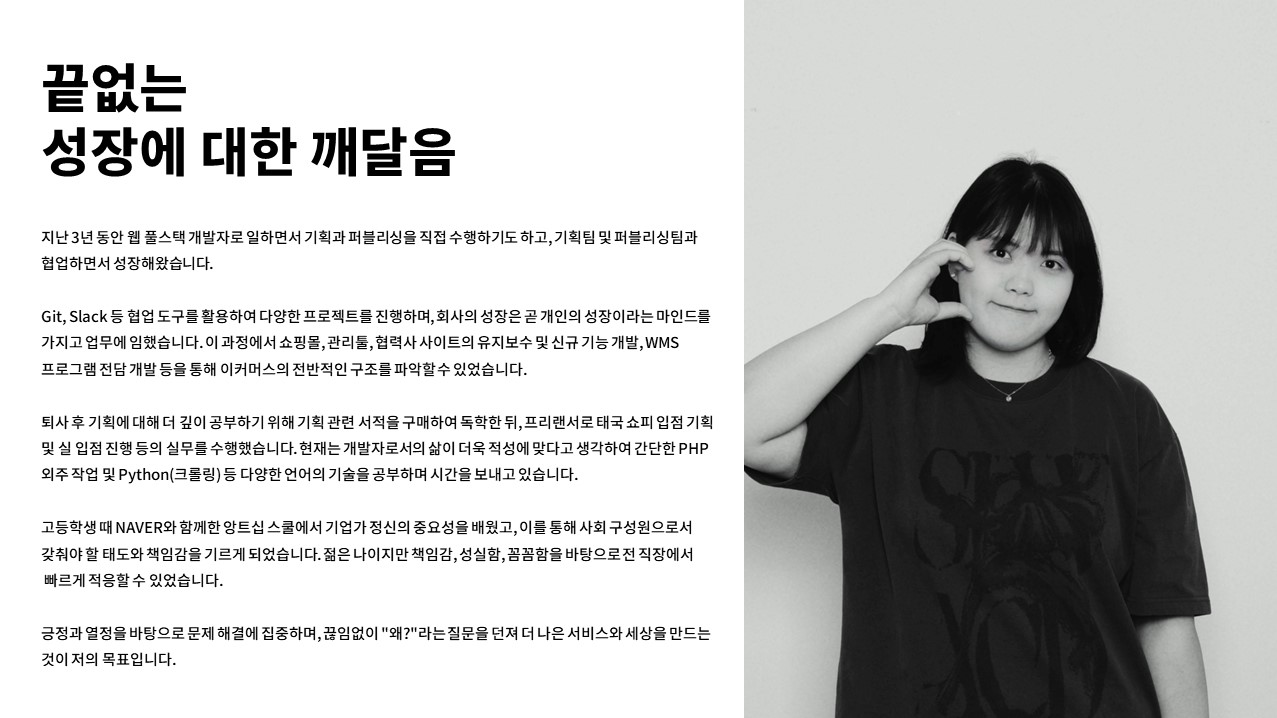 끝없는
성장에 대한 깨달음
지난 3년 동안 웹 풀스택 개발자로 일하면서 기획과 퍼블리싱을 직접 수행하기도 하고, 기획팀 및 퍼블리싱팀과
협업하면서 성장해왔습니다.
Git, Slack 등 협업 도구를 활용하여 다양한 프로젝트를 진행하며, 회사의 성장은 곧 개인의 성장이라는 마인드를
가지고 업무에 임했습니다. 이 과정에서 쇼핑몰, 관리툴, 협력사 사이트의 유지보수 및 신규 기능 개발, WMS
프로그램 전담 개발 등을 통해 이커머스의 전반적인 구조를 파악할 수 있었습니다.
퇴사 후 기획에 대해 더 깊이 공부하기 위해 기획 관련 서적을 구매하여 독학한 뒤, 프리랜서로 태국 쇼피 입점 기획
및 실 입점 진행 등의 실무를 수행했습니다. 현재는 개발자로서의 삶이 더욱 적성에 맞다고 생각하여 간단한 PHP
외주 작업 및 Python(크롤링) 등 다양한 언어의 기술을 공부하며 시간을 보내고 있습니다.
고등학생 때 NAVER와 함께한 앙트십 스쿨에서 기업가 정신의 중요성을 배웠고, 이를 통해 사회 구성원으로서
갖춰야 할 태도와 책임감을 기르게 되었습니다. 젊은 나이지만 책임감, 성실함, 꼼꼼함을 바탕으로 전 직장에서
빠르게 적응할 수 있었습니다.
긍정과 열정을 바탕으로 문제 해결에 집중하며, 끊임없이 "왜?"라는 질문을 던져 더 나은 서비스와 세상을 만드는
것이 저의 목표입니다.